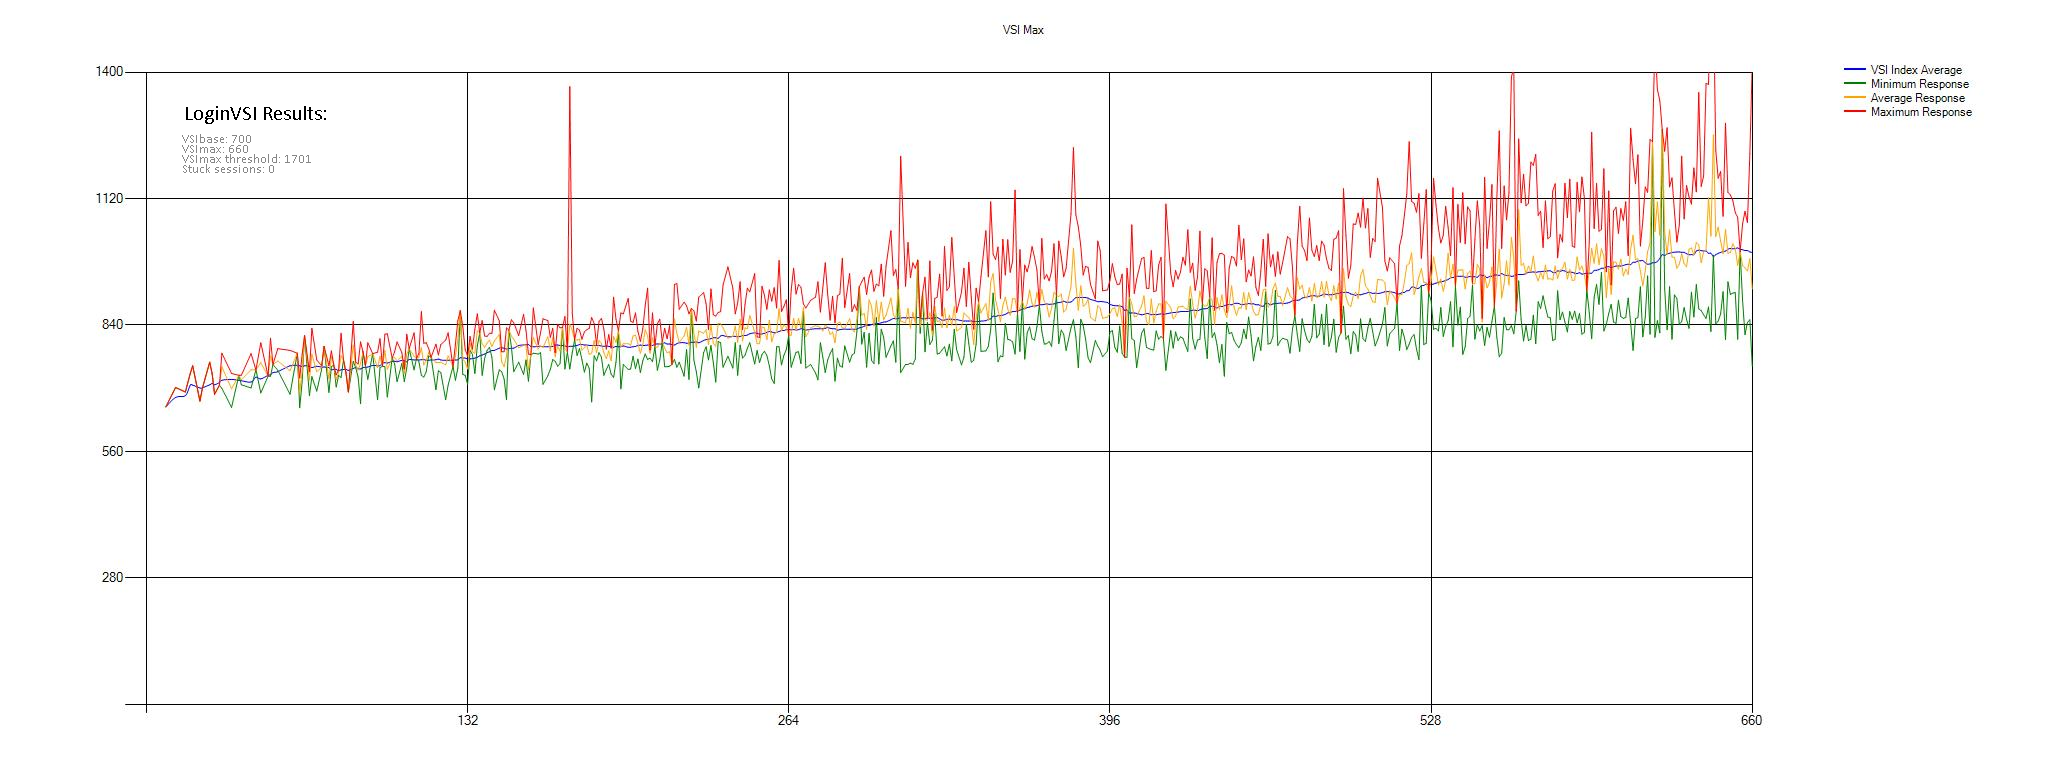 VSI Max
1400
1120
840
560
280
LoginVSI Results:
VSIbase: 700
VSImax: 660
VSImax threshold: 1701
Stuck sessions: 0
132
264
396
528
660
VSI Index Average
Minimum Response
Average Response
Maximum Response